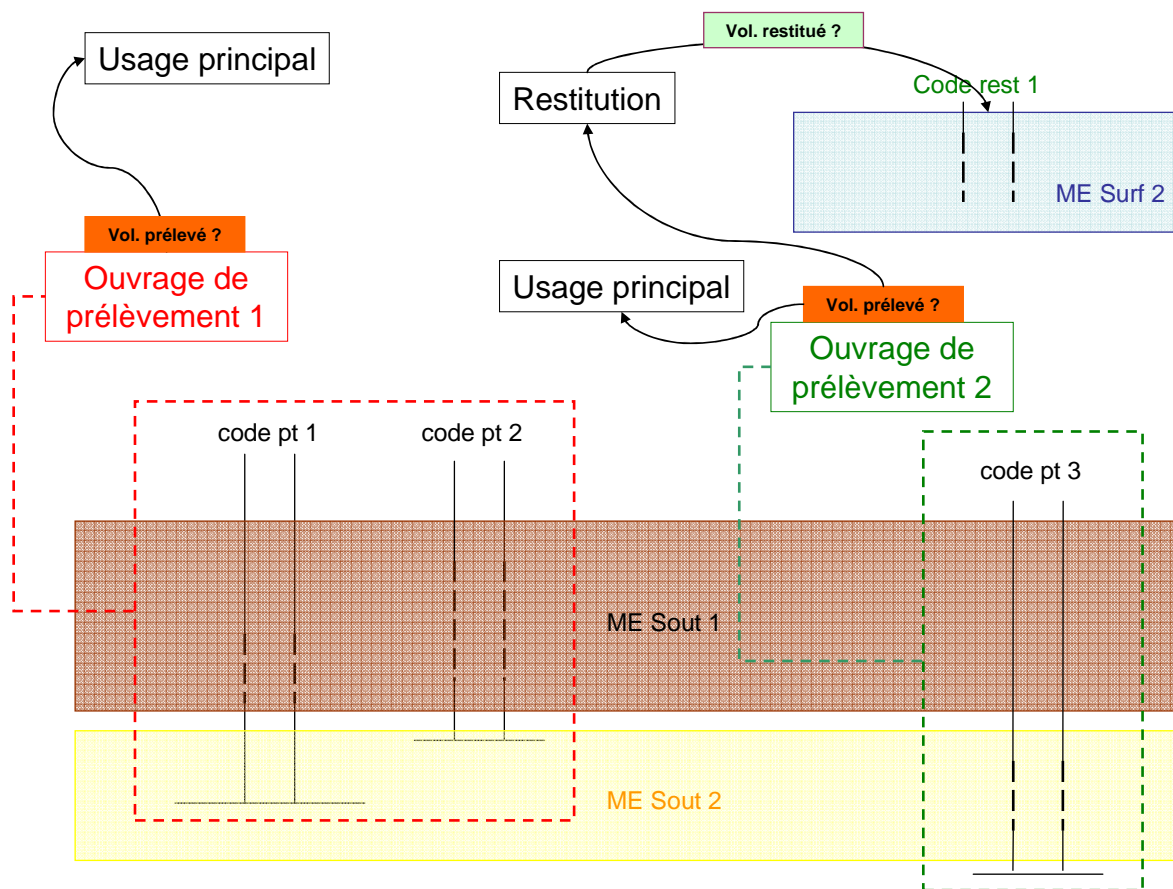 Vol. restitué ?
Usage principal
Restitution
Code rest 1
ME Surf 2
Vol. prélevé ?
Ouvrage de
prélèvement 1
Usage principal
Vol. prélevé ?
Ouvrage de
prélèvement 2
code pt 1
code pt 2
code pt 3
ME Sout 1
ME Sout 2